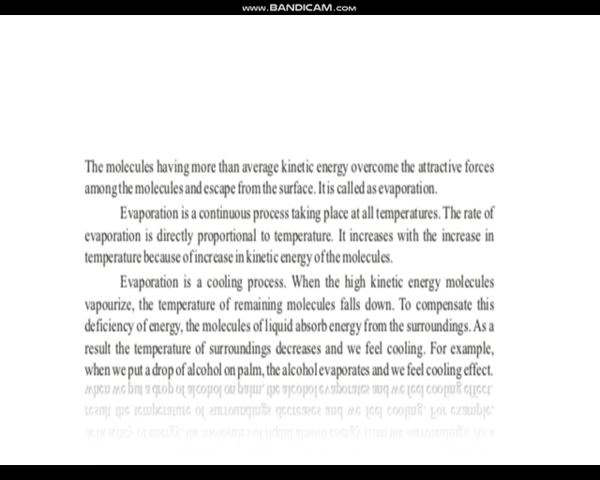 www.BANDICAM.com
The molecules having more than average kinetic energy overcome the attractive forces
among the molecules and escape from the surface. It is called as evaporation.
Evaporation is a continuous process taking place at all temperatures. The rate of
evaporation is directly proportional to temperature. It increases with the increase in
temperature because of increase in kinetic energy of the molecules.
Evaporation is a cooling process. When the high kinetic energy molecules
vapourize, the temperature of remaining molecules falls down. To compensate this
deficiency of energy, the molecules of liquid absorb energy from the surroundings. As a
result the temperature of surroundings decreases and we feel cooling. For example,
when we put a drop of alcohol on palm, the alcohol evaporates and we feel cooling effect.